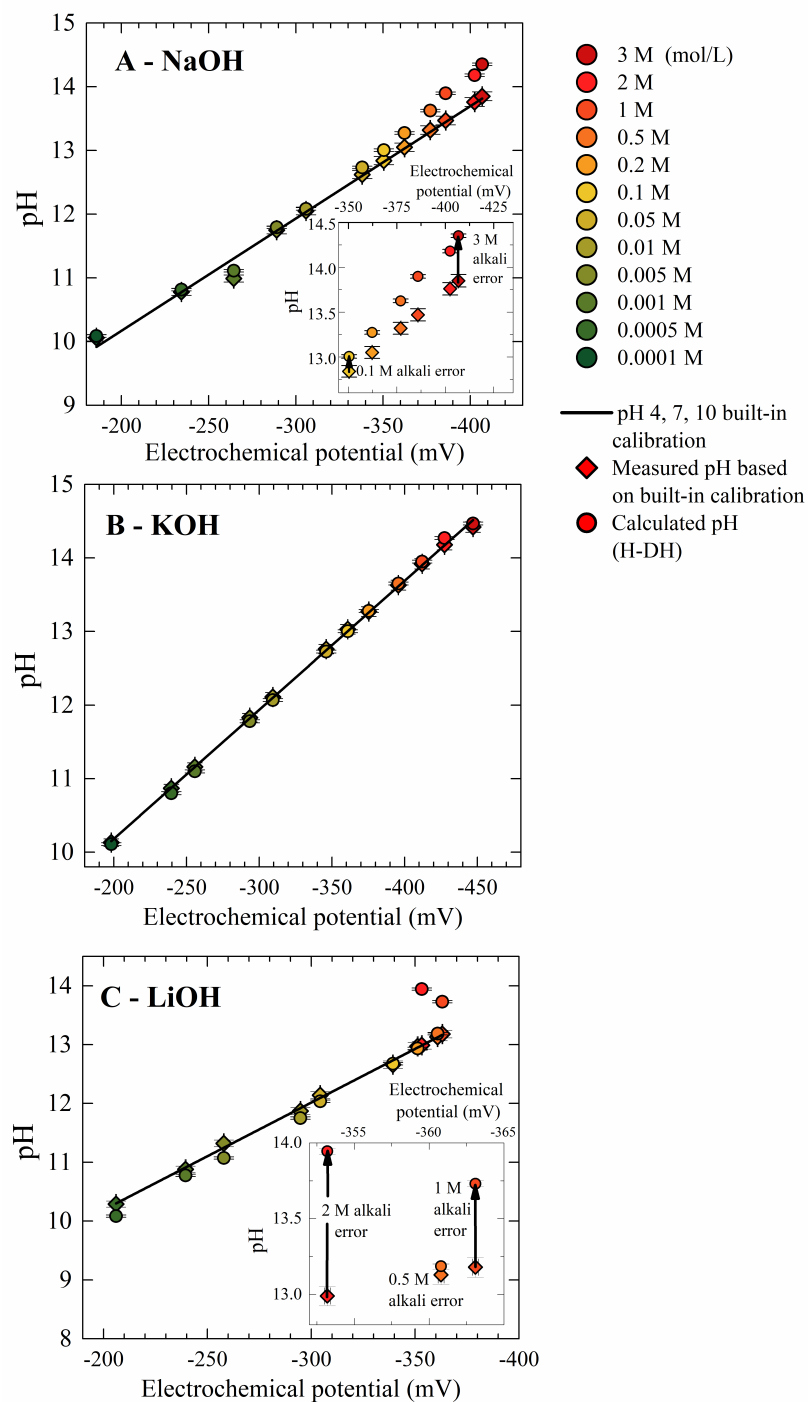 A - NaOH
15
14
13
12
11
10
9
pH
-200
-250
-300
-350
-400
Electrochemical potential (mV)
Electrochemical
potential (mV)
-350
-375
-400
-425
14.5
14.0
13.5
13.0
pH
3 M
alkali
error
0.1 M alkali error
3 M (mol/L)
2 M
1 M
0.5 M
0.2 M
0.1 M
0.05 M
0.01 M
0.005 M
0.001 M
0.0005 M
0.0001 M
pH 4, 7, 10 built-in
calibration
Measured pH based
on built-in calibration
Calculated pH
(H-DH)
B - KOH
15
14
13
12
11
10
pH
-200
-250
-300
-350
-400
-450
Electrochemical potential (mV)
C - LiOH
14
13
12
11
10
9
8
pH
-200
-250
-300
-350
-400
Electrochemical potential (mV)
Electrochemical
potential (mV)
-355
-360
-365
14.0
13.5
13.0
pH
2 M alkali
error
1 M
alkali
error
0.5 M
alkali error